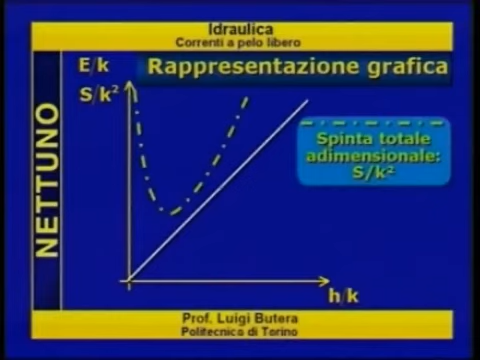 Idraulica
Correnti a pelo libero
NETTUNO
E/k
S/k²
Rappresentazione grafica
Spinta totale
adimensionale:
S/k²
h/k
Prof. Luigi Butera
Politecnico di Torino